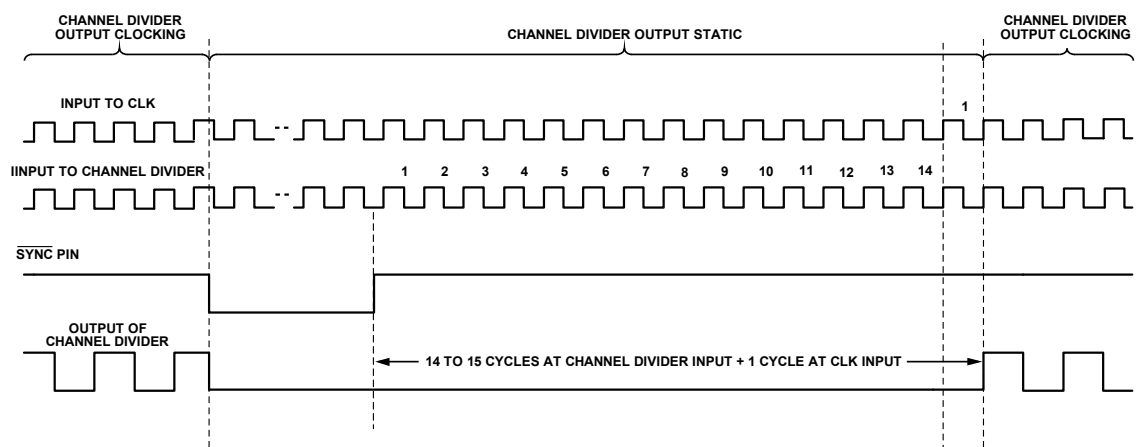 CHANNEL DIVIDER
OUTPUT CLOCKING
CHANNEL DIVIDER OUTPUT STATIC
CHANNEL DIVIDER
OUTPUT CLOCKING
INPUT TO CLK
1
IINPUT TO CHANNEL DIVIDER
1 2 3 4 5 6 7 8 9 10 11 12 13 14
SYNC PIN
OUTPUT OF
CHANNEL DIVIDER
14 TO 15 CYCLES AT CHANNEL DIVIDER INPUT + 1 CYCLE AT CLK INPUT